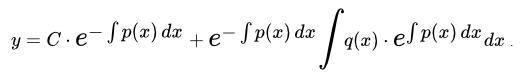 y = C · e^{− ∫ p(x) dx} + e^{− ∫ p(x) dx} ∫ q(x) · e^{∫ p(x) dx} dx .